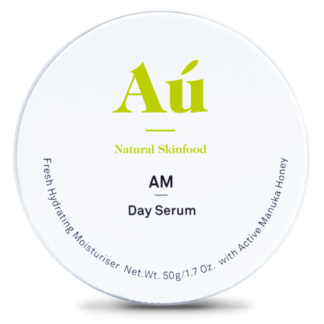 Aú
Natural Skinfood
AM
Day Serum
Fresh Hydrating Moisturiser Net.Wt. 50g/1.7 Oz. with Active Manuka Honey